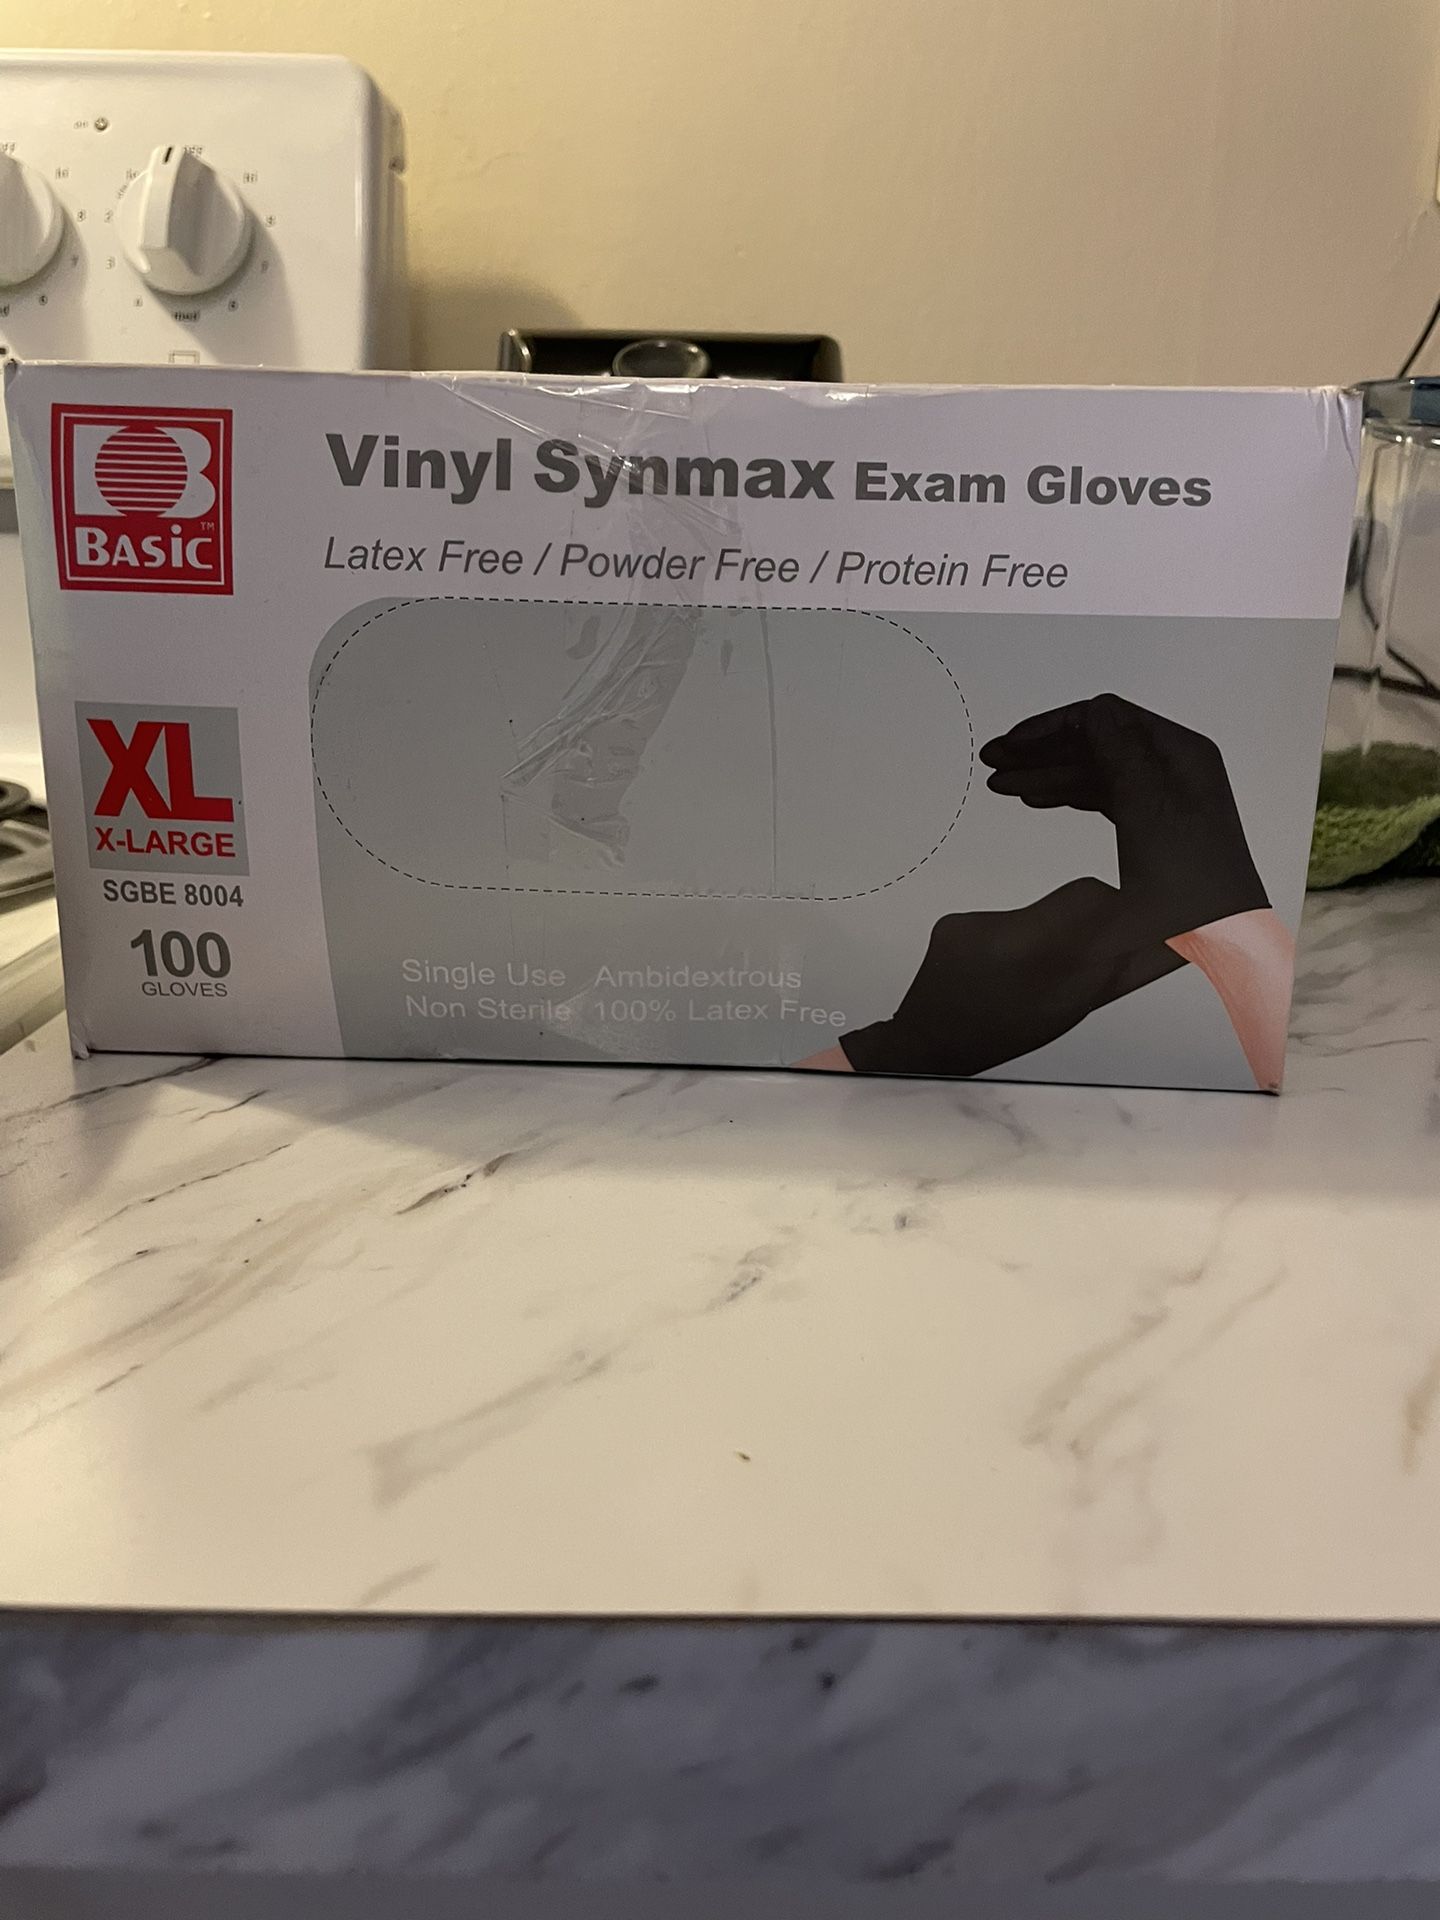 BASiC™
Vinyl Synmax Exam Gloves
Latex Free / Powder Free / Protein Free
XL
X-LARGE
SGBE 8004
100
GLOVES
Single Use Ambidextrous
Non Sterile 100% Latex Free